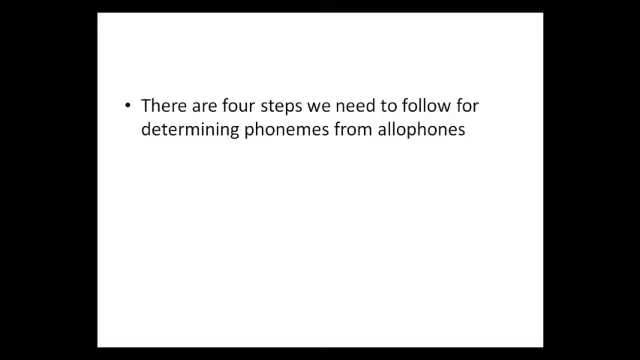 • There are four steps we need to follow for
determining phonemes from allophones